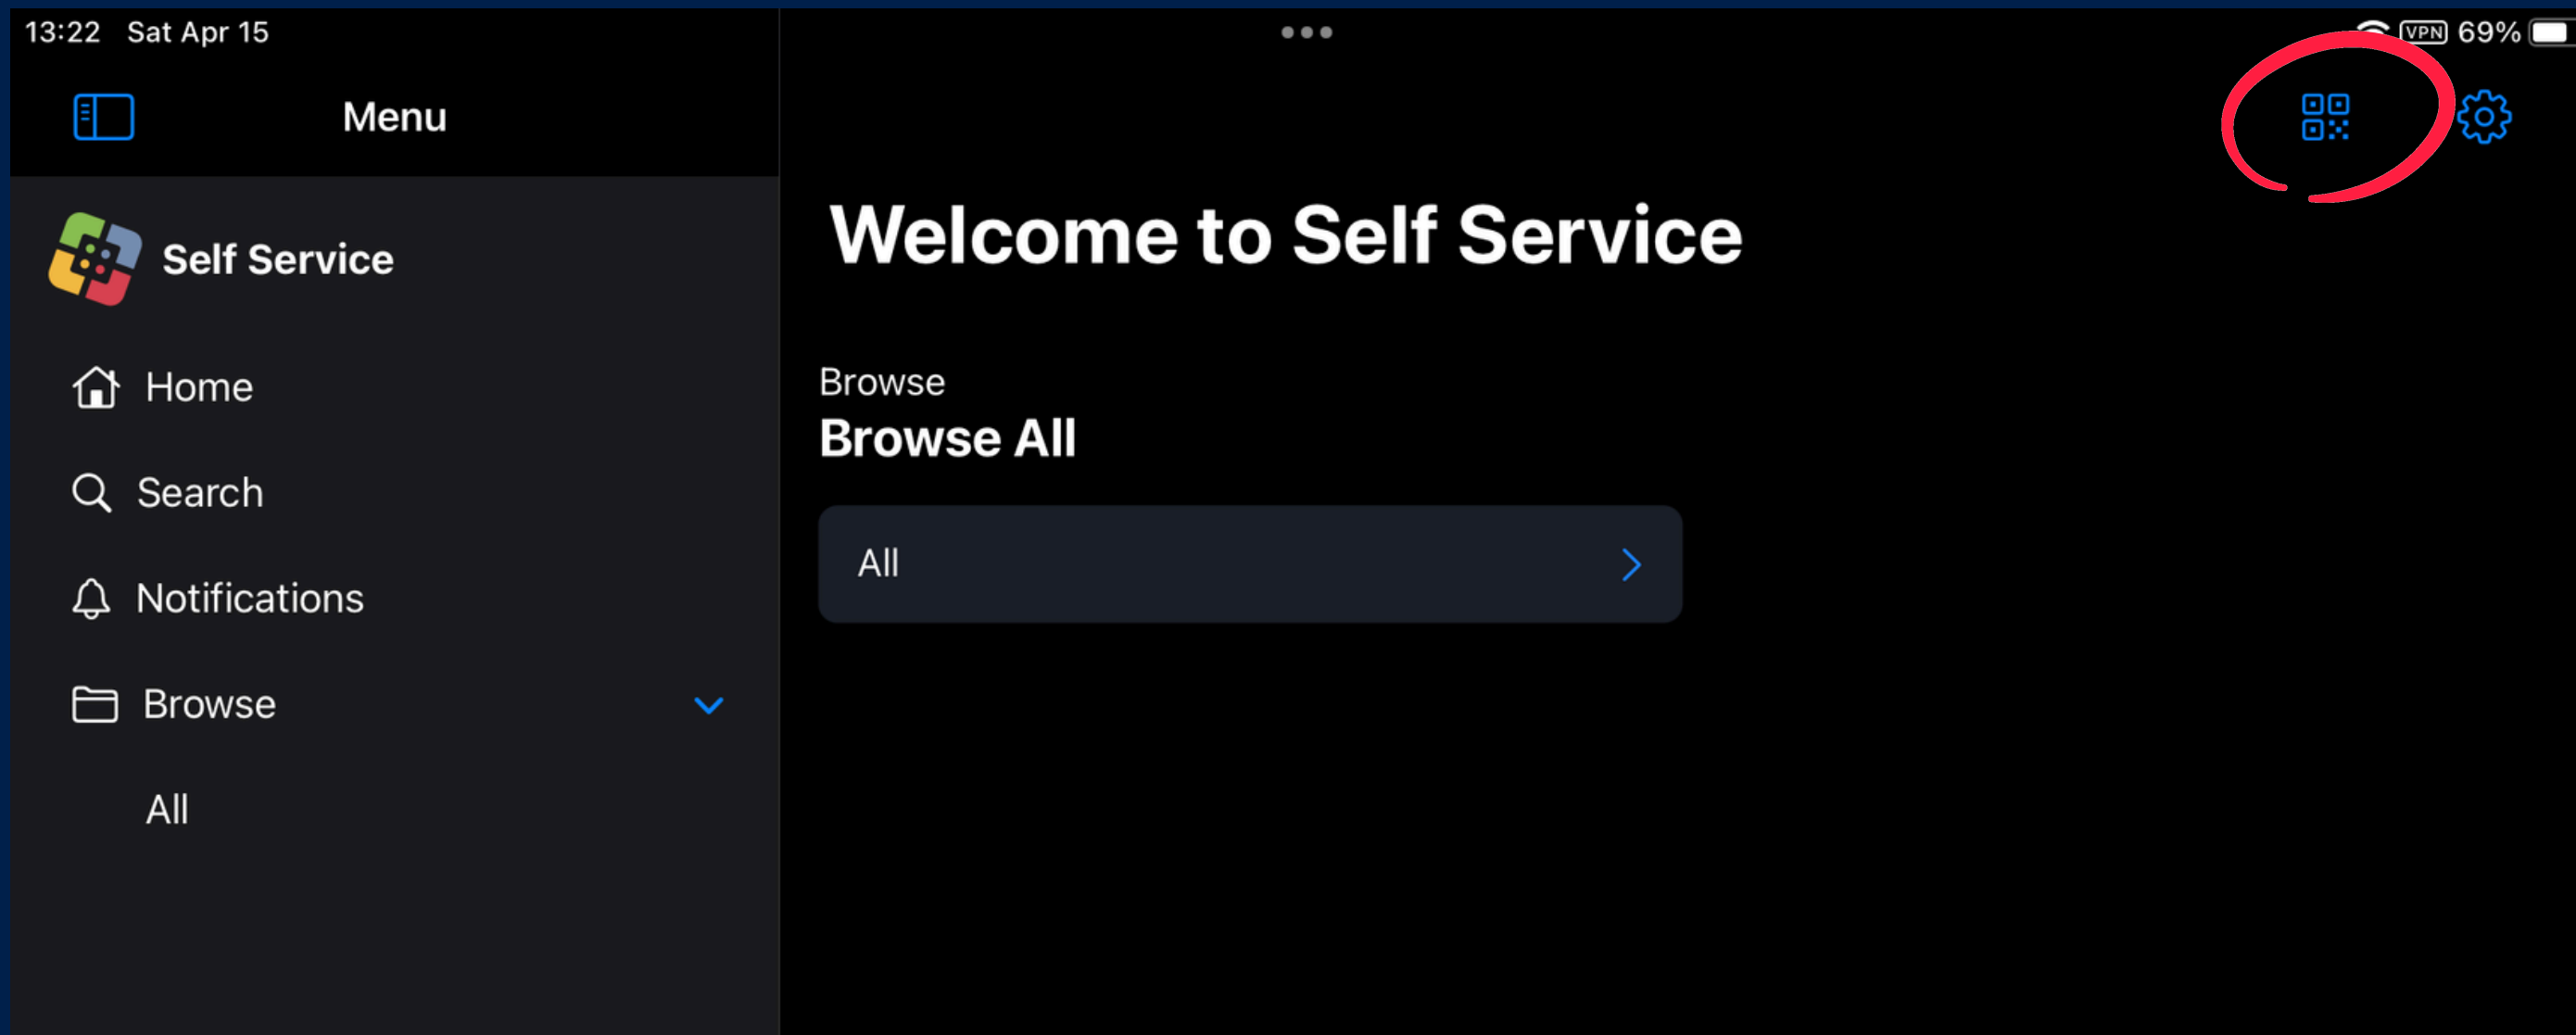 13:22 Sat Apr 15
VPN 69%
Menu
Self Service
Home
Search
Notifications
Browse
All
Welcome to Self Service
Browse
Browse All
All